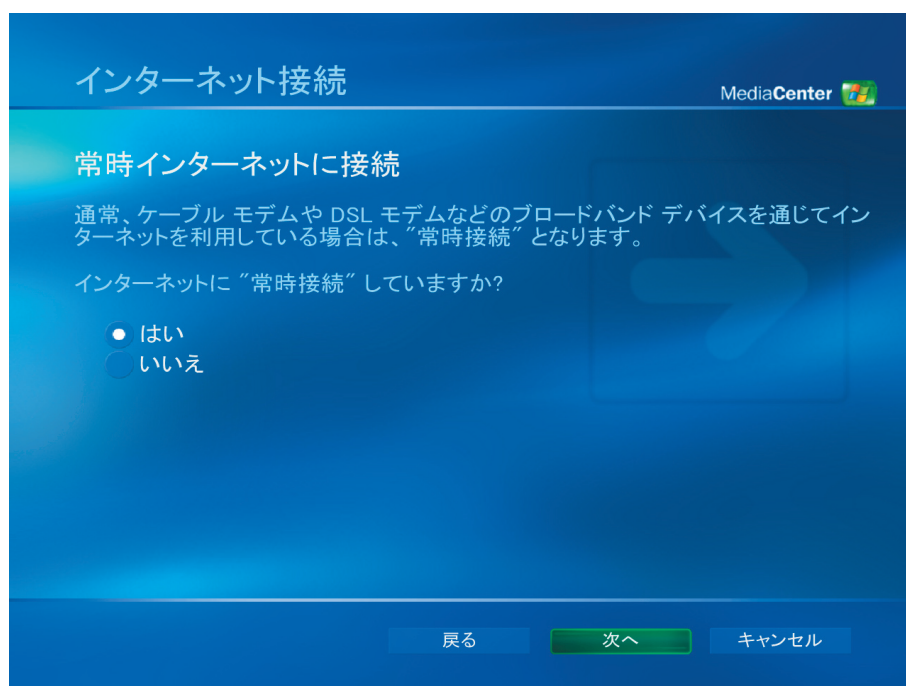 インターネット接続
MediaCenter
常時インターネットに接続
通常、ケーブル モデムや DSL モデムなどのブロードバンド デバイスを通じてイン
ターネットを利用している場合は、"常時接続" となります。
インターネットに "常時接続" していますか?
はい
いいえ
戻る 次へ キャンセル